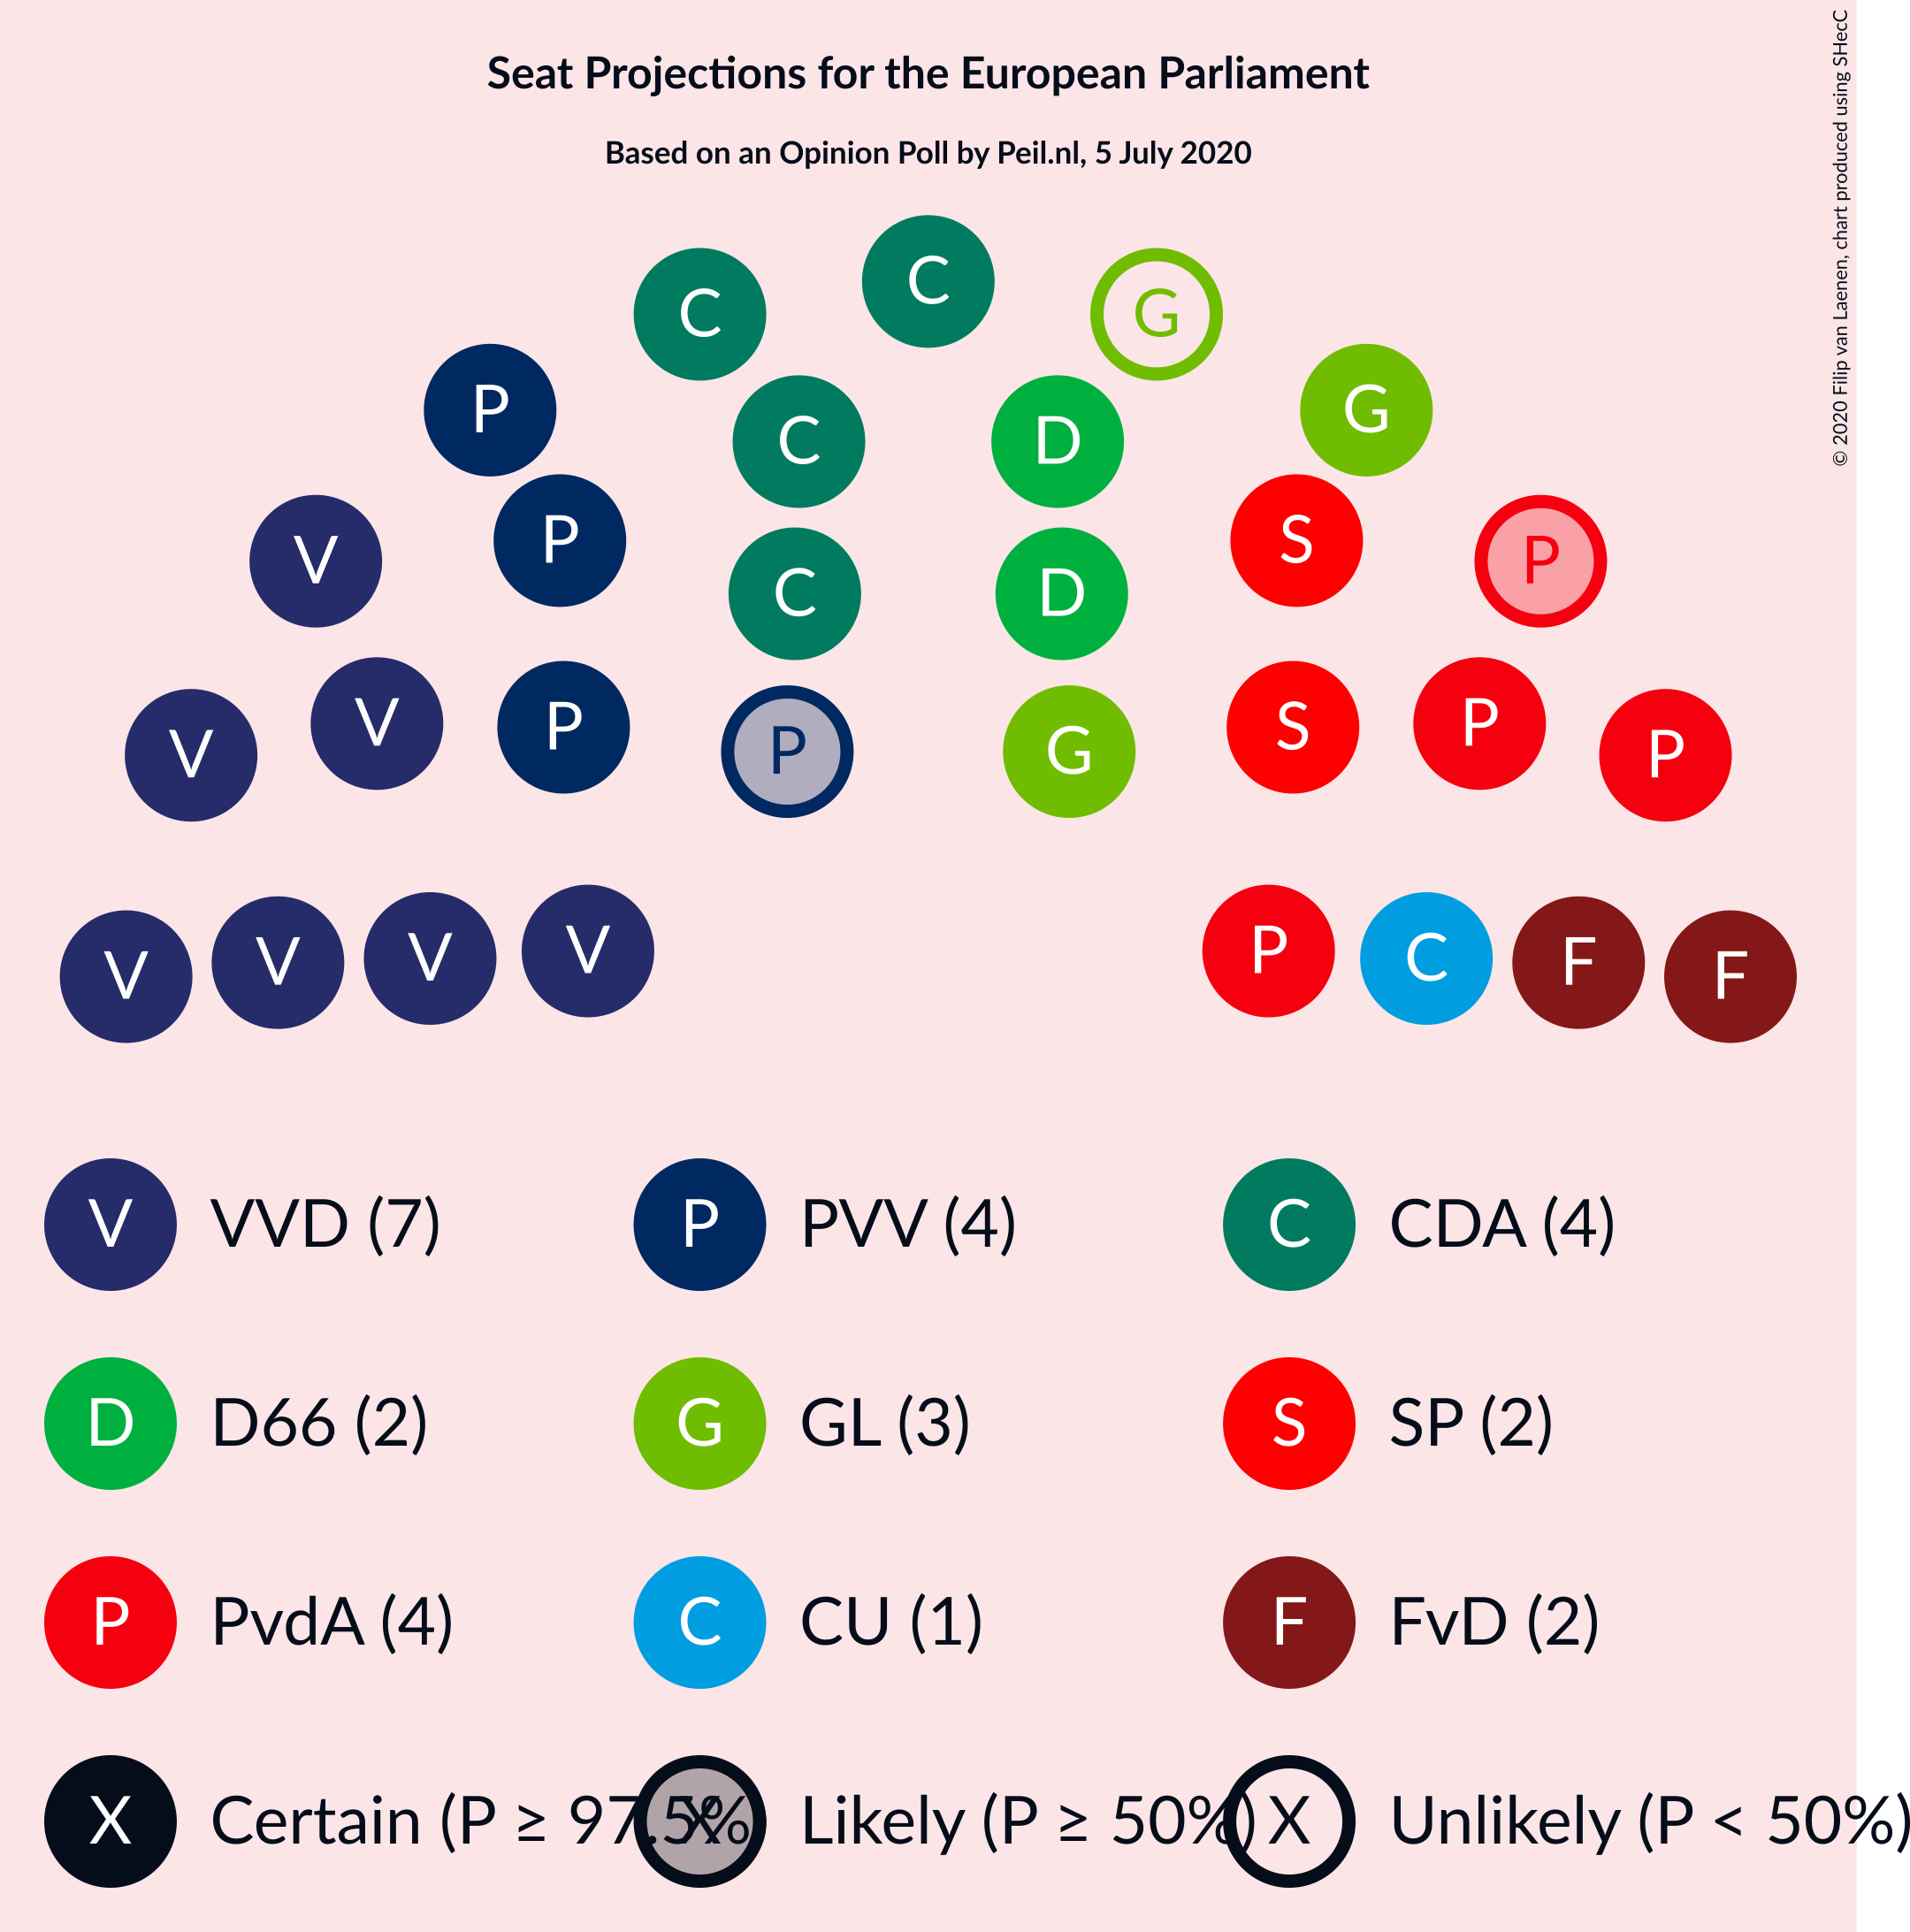 Seat Projections for the European Parliament
Based on an Opinion Poll by Peil.nl, 5 July 2020
© 2020 Filip van Laenen, chart produced using SHecC
C
C G
P G
C D
V P S P
C D
V V P P G S P P
V V V V P C F F
V VVD (7) P PVV (4) C CDA (4)
D D66 (2) G GL (3) S SP (2)
P PvdA (4) C CU (1) F FvD (2)
X Certain (P ≥ 97.5% X Likely (P ≥ 50%) X Unlikely (P < 50%)